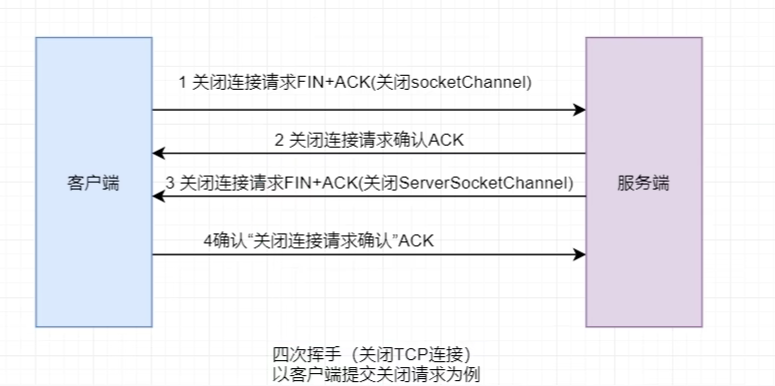 1 关闭连接请求FIN+ACK(关闭socketChannel)
2 关闭连接请求确认ACK
客户端
3 关闭连接请求FIN+ACK(关闭ServerSocketChannel)
服务端
4确认“关闭连接请求确认”ACK
四次挥手（关闭TCP连接）
以客户端提交关闭请求为例